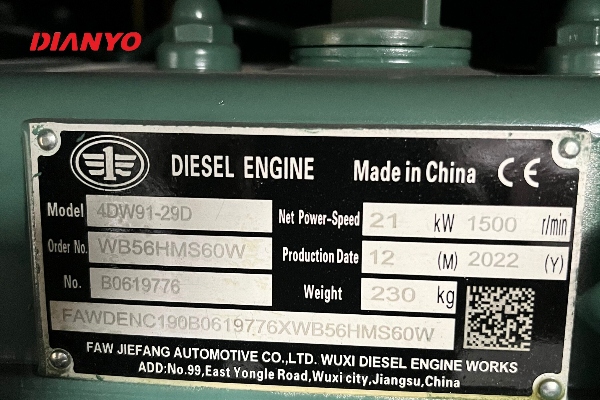 DIANYO
1
DIESEL ENGINE Made in China CE
Model 4DW91-29D Net Power-Speed 21 kW 1500 r/min
Order No. WB56HMS60W Production Date 12 (M) 2022 (Y)
No. B0619776 Weight 230 kg
FAWDENC190B0619776XWB56HMS60W
FAW JIEFANG AUTOMOTIVE CO.,LTD. WUXI DIESEL ENGINE WORKS
ADD:No.99,East Yongle Road,Wuxi city,Jiangsu,China